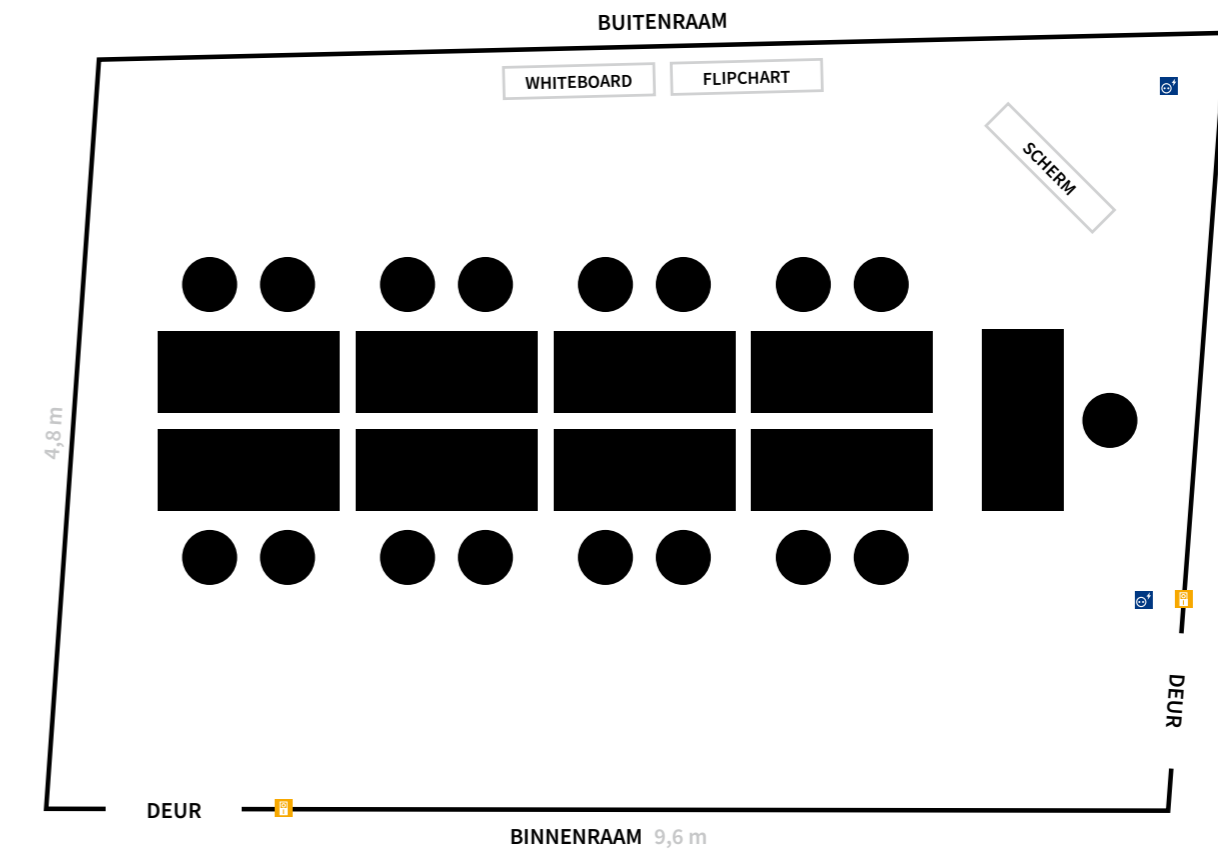 BUITENRAAM
WHITEBOARD
FLIPCHART
SCHERM
4,8 m
DEUR
DEUR
BINNENRAAM 9,6 m